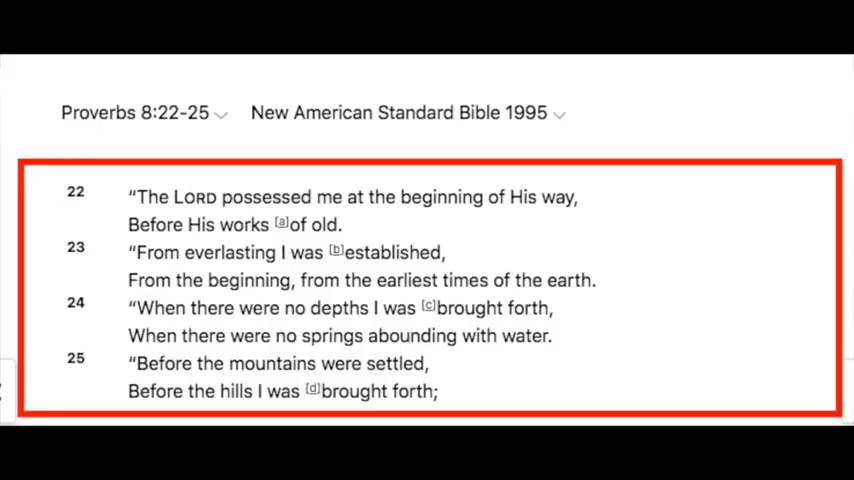 Proverbs 8:22-25 New American Standard Bible 1995
22 “The LORD possessed me at the beginning of His way,
Before His works [a]of old.
23 “From everlasting I was [b]established,
From the beginning, from the earliest times of the earth.
24 “When there were no depths I was [c]brought forth,
When there were no springs abounding with water.
25 “Before the mountains were settled,
Before the hills I was [d]brought forth;